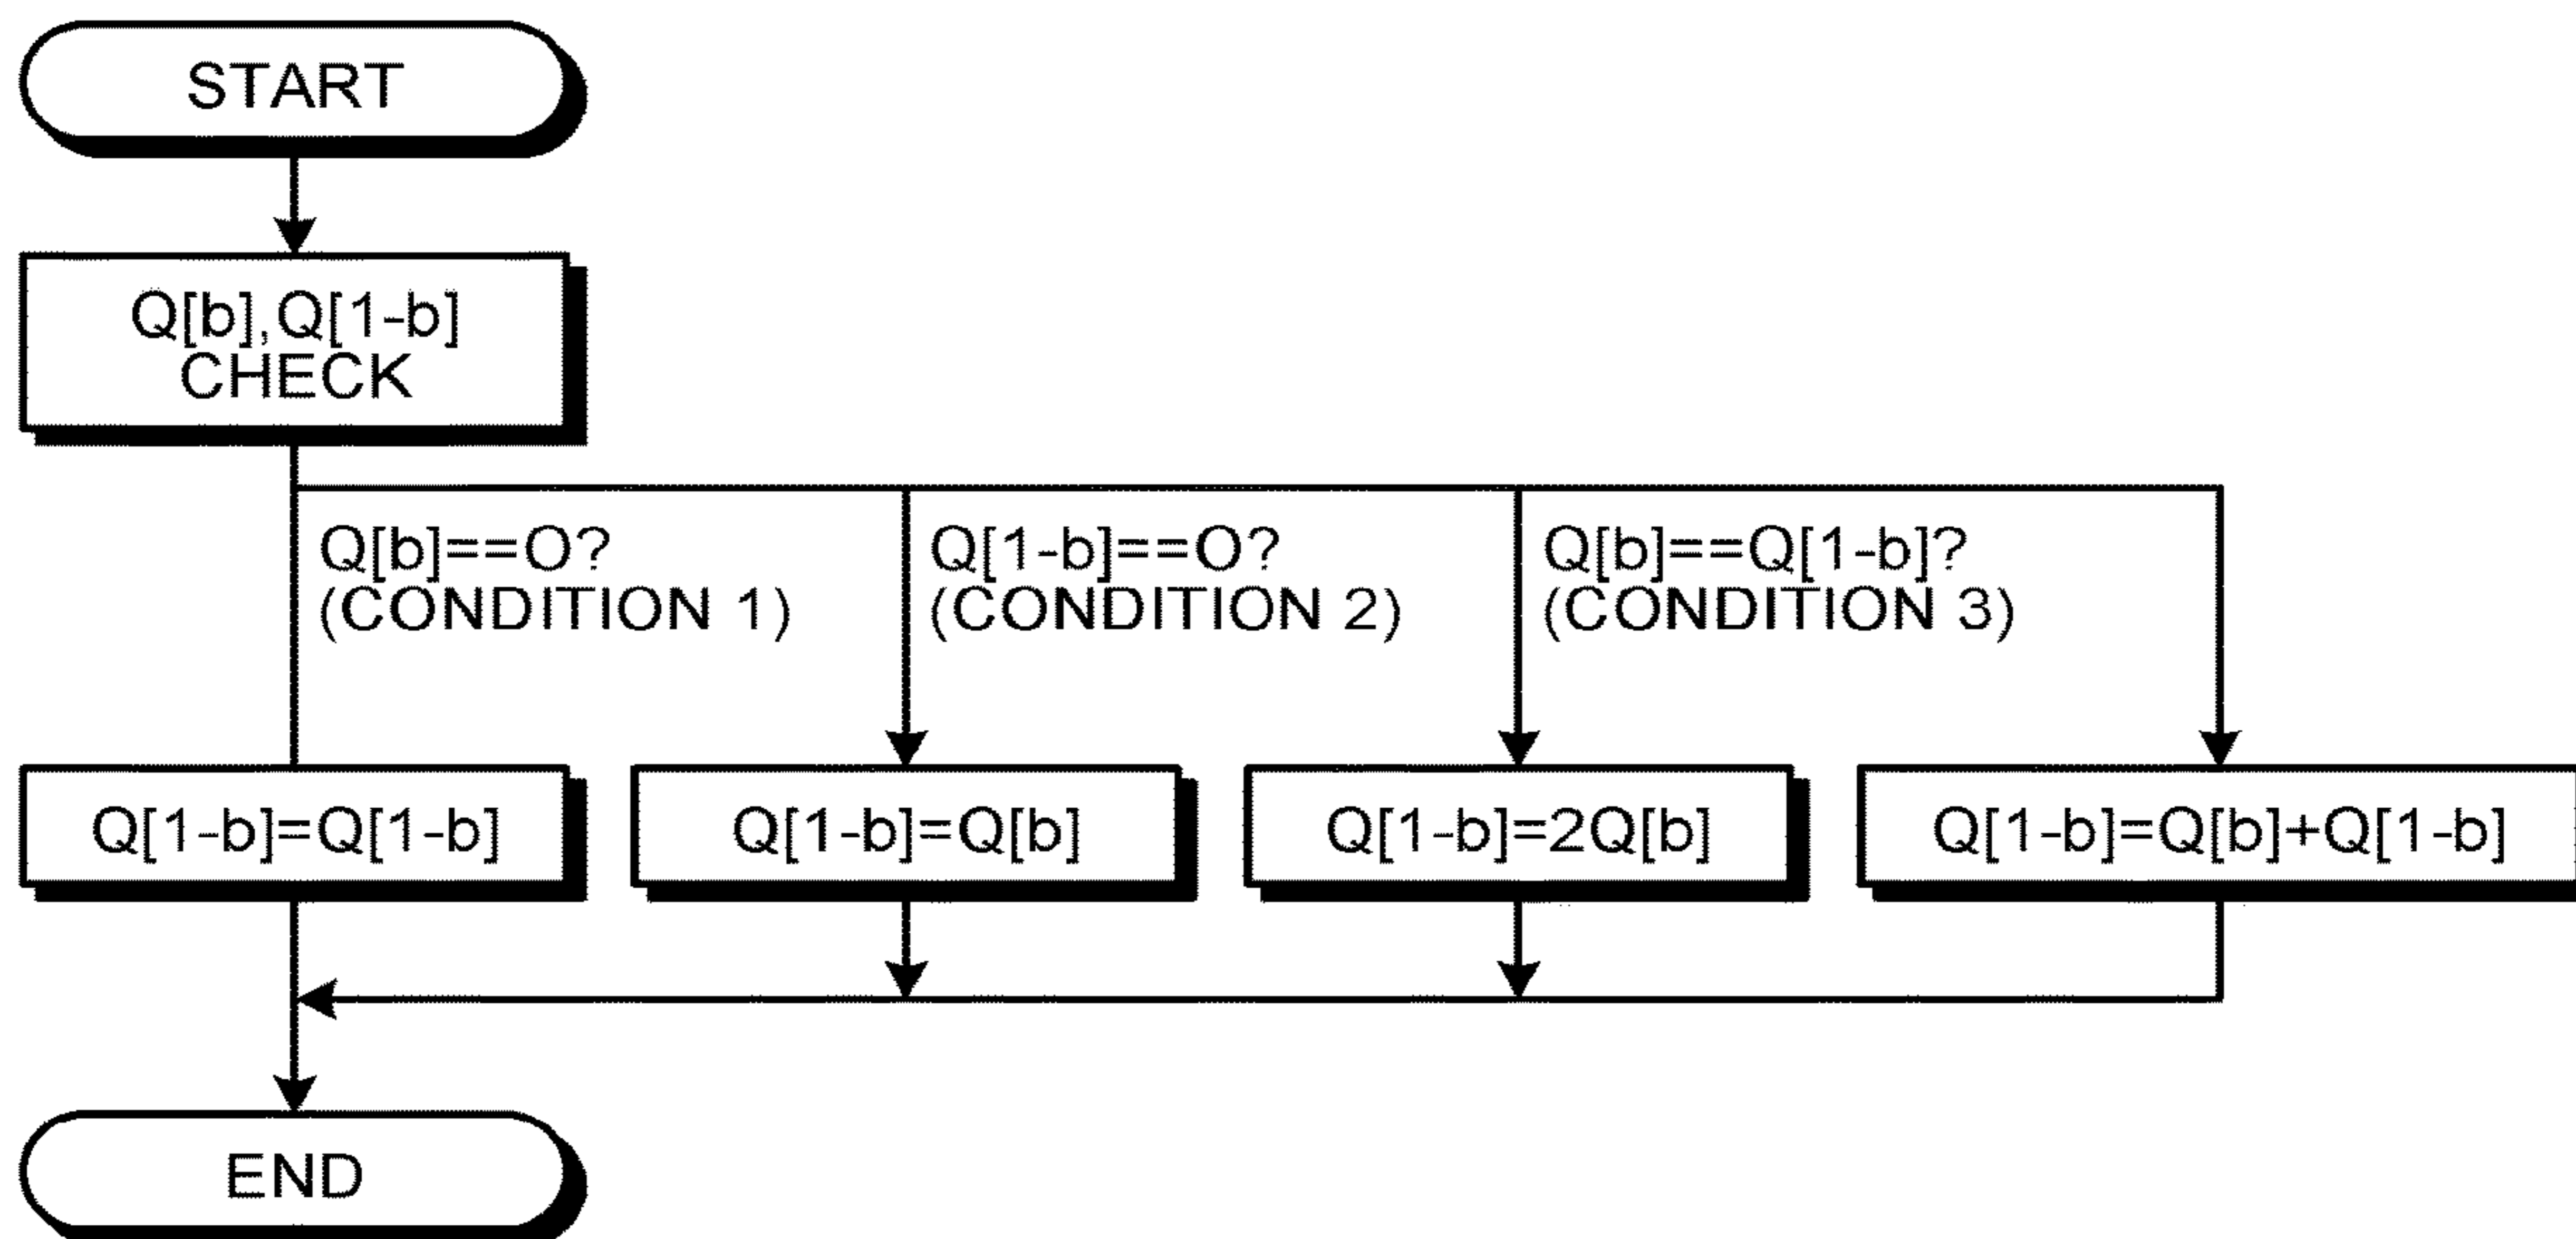 START
Q[b],Q[1-b]
CHECK
Q[b]==O?
(CONDITION 1)
Q[1-b]==O?
(CONDITION 2)
Q[b]==Q[1-b]?
(CONDITION 3)
Q[1-b]=Q[1-b]
Q[1-b]=Q[b]
Q[1-b]=2Q[b]
Q[1-b]=Q[b]+Q[1-b]
END